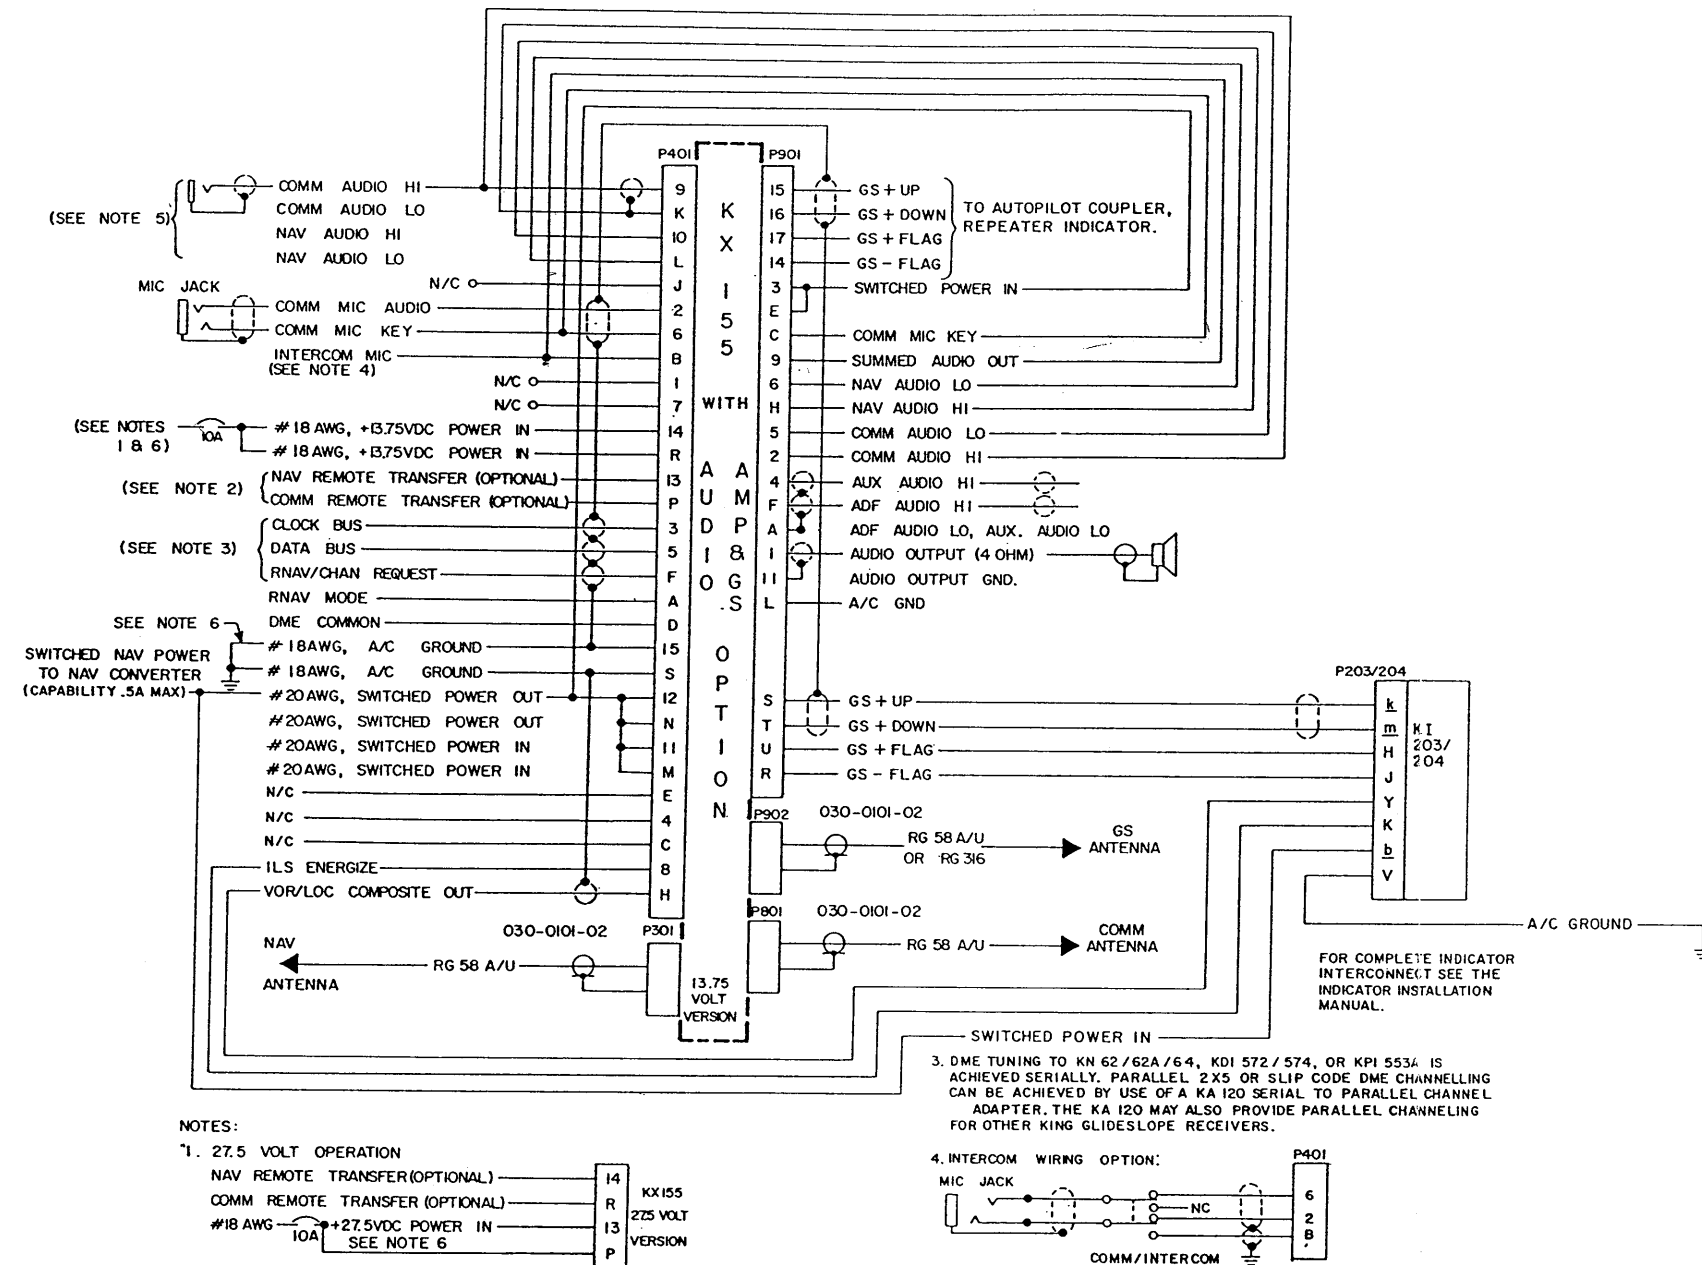 P401
P901
(SEE NOTE 5)
COMM AUDIO HI
COMM AUDIO LO
NAV AUDIO HI
NAV AUDIO LO
N/C
MIC JACK
COMM MIC AUDIO
COMM MIC KEY
INTERCOM MIC
(SEE NOTE 4)
N/C
N/C
(SEE NOTES
1 & 6)
10A
# 18 AWG, +13.75VDC POWER IN
# 18 AWG, +13.75VDC POWER IN
(SEE NOTE 2)
NAV REMOTE TRANSFER (OPTIONAL)
COMM REMOTE TRANSFER (OPTIONAL)
(SEE NOTE 3)
CLOCK BUS
DATA BUS
RNAV/CHAN REQUEST
RNAV MODE
SEE NOTE 6
DME COMMON
# 18AWG, A/C GROUND
# 18AWG, A/C GROUND
SWITCHED NAV POWER
TO NAV CONVERTER
(CAPABILITY .5A MAX)
#20AWG, SWITCHED POWER OUT
#20AWG, SWITCHED POWER OUT
#20AWG, SWITCHED POWER IN
#20AWG, SWITCHED POWER IN
N/C
N/C
N/C
ILS ENERGIZE
VOR/LOC COMPOSITE OUT
9
K
10
L
J
2
6
B
1
7
14
R
13
P
3
5
F
A
D
15
S
12
N
11
M
E
4
C
8
H
KX 155
WITH
AUDIO AMP & GS
OPTION
13.75
VOLT
VERSION
15
16
17
14
3
E
C
9
6
H
5
2
4
F
A
1
11
L
S
T
U
R
GS + UP
GS + DOWN
GS + FLAG
GS - FLAG
TO AUTOPILOT COUPLER,
REPEATER INDICATOR.
SWITCHED POWER IN
COMM MIC KEY
SUMMED AUDIO OUT
NAV AUDIO LO
NAV AUDIO HI
COMM AUDIO LO
COMM AUDIO HI
AUX AUDIO HI
ADF AUDIO HI
ADF AUDIO LO, AUX. AUDIO LO
AUDIO OUTPUT (4 OHM)
AUDIO OUTPUT GND.
A/C GND
GS + UP
GS + DOWN
GS + FLAG
GS - FLAG
P203/204
k
m
H
J
Y
K
b
V
KI
203/
204
P902
030-0101-02
RG 58 A/U
OR RG 316
GS
ANTENNA
P801
030-0101-02
RG 58 A/U
COMM
ANTENNA
P301
030-0101-02
RG 58 A/U
NAV
ANTENNA
A/C GROUND
FOR COMPLETE INDICATOR
INTERCONNECT SEE THE
INDICATOR INSTALLATION
MANUAL.
SWITCHED POWER IN
NOTES:
1. 27.5 VOLT OPERATION
NAV REMOTE TRANSFER (OPTIONAL)
COMM REMOTE TRANSFER (OPTIONAL)
#18 AWG
10A
+27.5VDC POWER IN
SEE NOTE 6
14
R
13
P
KX155
27.5 VOLT
VERSION
3. DME TUNING TO KN 62/62A/64, KDI 572/574, OR KPI 553A IS
ACHIEVED SERIALLY. PARALLEL 2X5 OR SLIP CODE DME CHANNELLING
CAN BE ACHIEVED BY USE OF A KA 120 SERIAL TO PARALLEL CHANNEL
ADAPTER. THE KA 120 MAY ALSO PROVIDE PARALLEL CHANNELING
FOR OTHER KING GLIDESLOPE RECEIVERS.
4. INTERCOM WIRING OPTION:
MIC JACK
NC
P401
6
2
B
COMM/INTERCOM